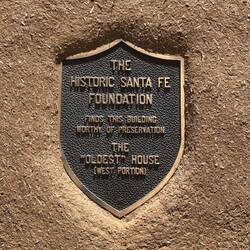 THE
HISTORIC SANTA FE
FOUNDATION
FINDS THIS BUILDING
WORTHY OF PRESERVATION
THE
"OLDEST" HOUSE
(WEST PORTION)